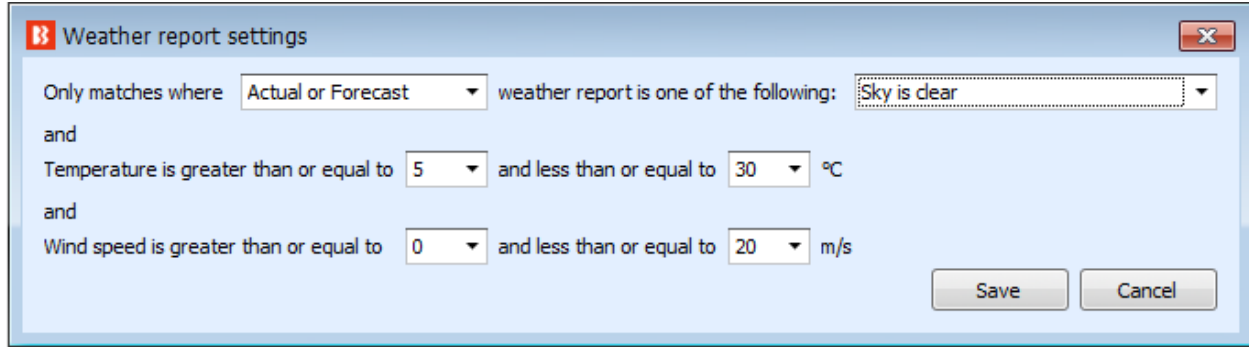 Weather report settings
Only matches where Actual or Forecast weather report is one of the following: Sky is clear
and
Temperature is greater than or equal to 5 and less than or equal to 30 ºC
and
Wind speed is greater than or equal to 0 and less than or equal to 20 m/s
Save Cancel